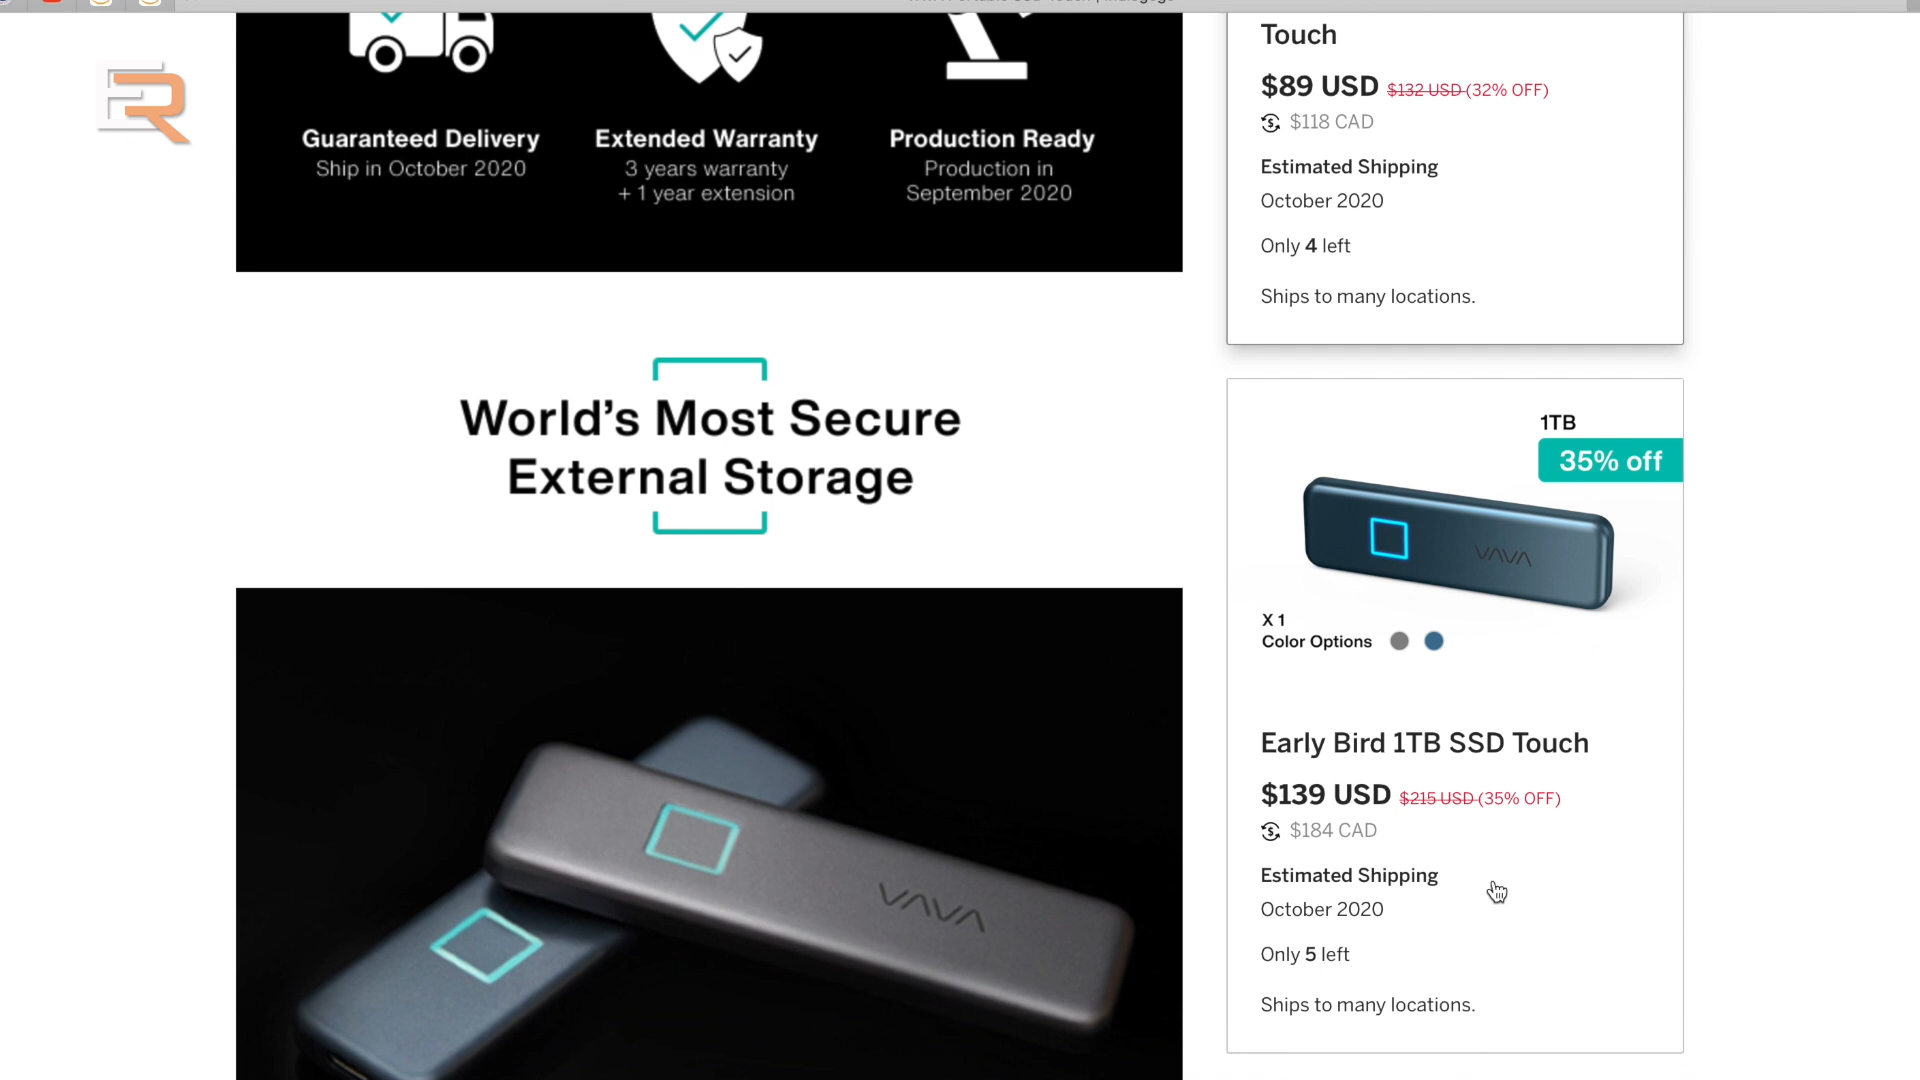 Guaranteed Delivery
Ship in October 2020
Extended Warranty
3 years warranty
+ 1 year extension
Production Ready
Production in
September 2020
World's Most Secure
External Storage
VAVA
Touch
$89 USD $132 USD (32% OFF)
$118 CAD
Estimated Shipping
October 2020
Only 4 left
Ships to many locations.
1TB
35% off
VAVA
X 1
Color Options
Early Bird 1TB SSD Touch
$139 USD $215 USD (35% OFF)
$184 CAD
Estimated Shipping
October 2020
Only 5 left
Ships to many locations.
ER